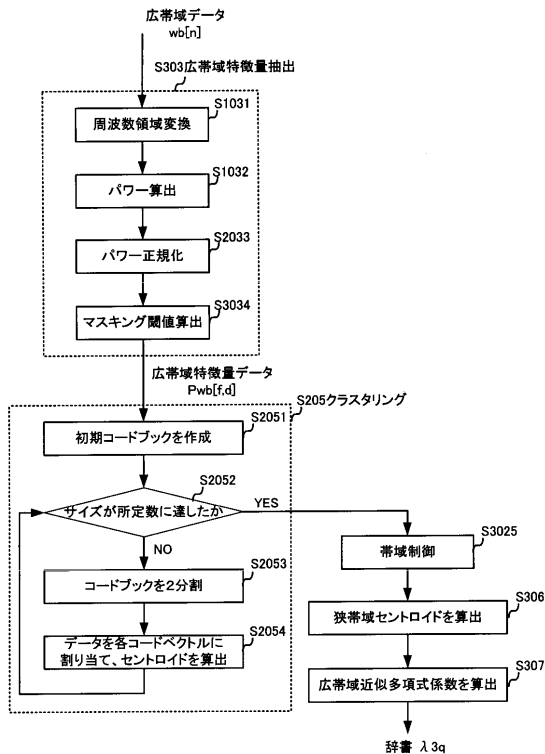 広帯域データ
wb[n]
S303広帯域特徴量抽出
S1031
周波数領域変換
S1032
パワー算出
S2033
パワー正規化
S3034
マスキング閾値算出
広帯域特徴量データ
Pwb[f,d]
S205クラスタリング
S2051
初期コードブックを作成
S2052
サイズが所定数に達したか
YES
NO
S2053
コードブックを2分割
S2054
データを各コードベクトルに
割り当て、セントロイドを算出
S3025
帯域制御
S306
狭帯域セントロイドを算出
S307
広帯域近似多項式係数を算出
辞書 λ3q